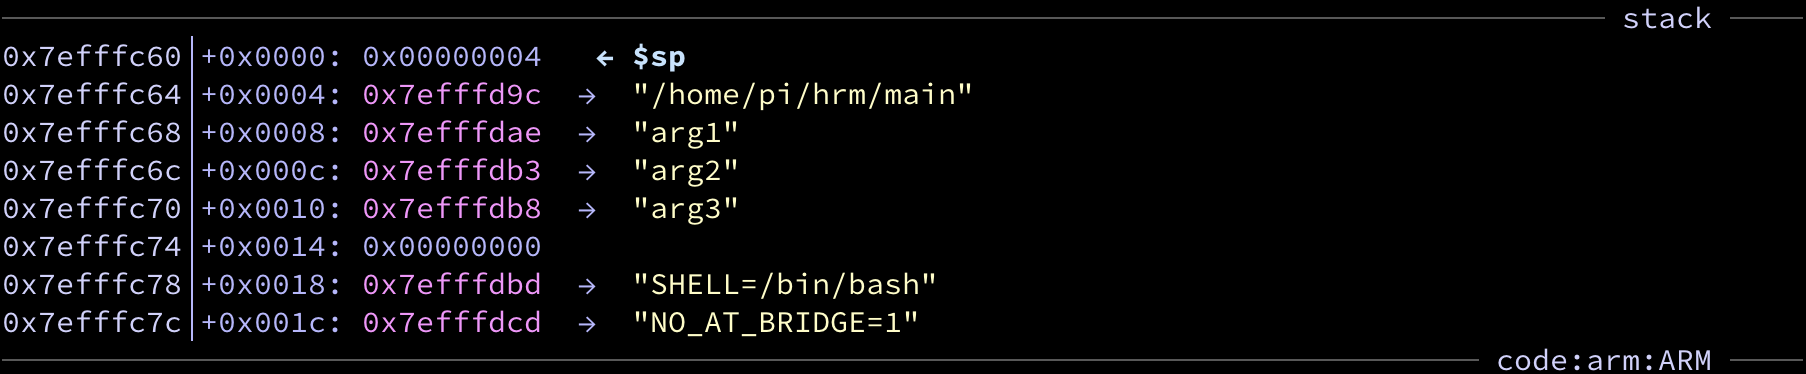 stack
0x7efffc60│+0x0000: 0x00000004   ← $sp
0x7efffc64│+0x0004: 0x7efffd9c  →  "/home/pi/hrm/main"
0x7efffc68│+0x0008: 0x7efffdae  →  "arg1"
0x7efffc6c│+0x000c: 0x7efffdb3  →  "arg2"
0x7efffc70│+0x0010: 0x7efffdb8  →  "arg3"
0x7efffc74│+0x0014: 0x00000000
0x7efffc78│+0x0018: 0x7efffdbd  →  "SHELL=/bin/bash"
0x7efffc7c│+0x001c: 0x7efffdcd  →  "NO_AT_BRIDGE=1"
code:arm:ARM